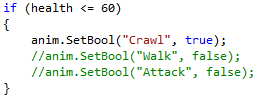 if (health <= 60)
{
anim.SetBool("Crawl", true);
//anim.SetBool("Walk", false);
//anim.SetBool("Attack", false);
}